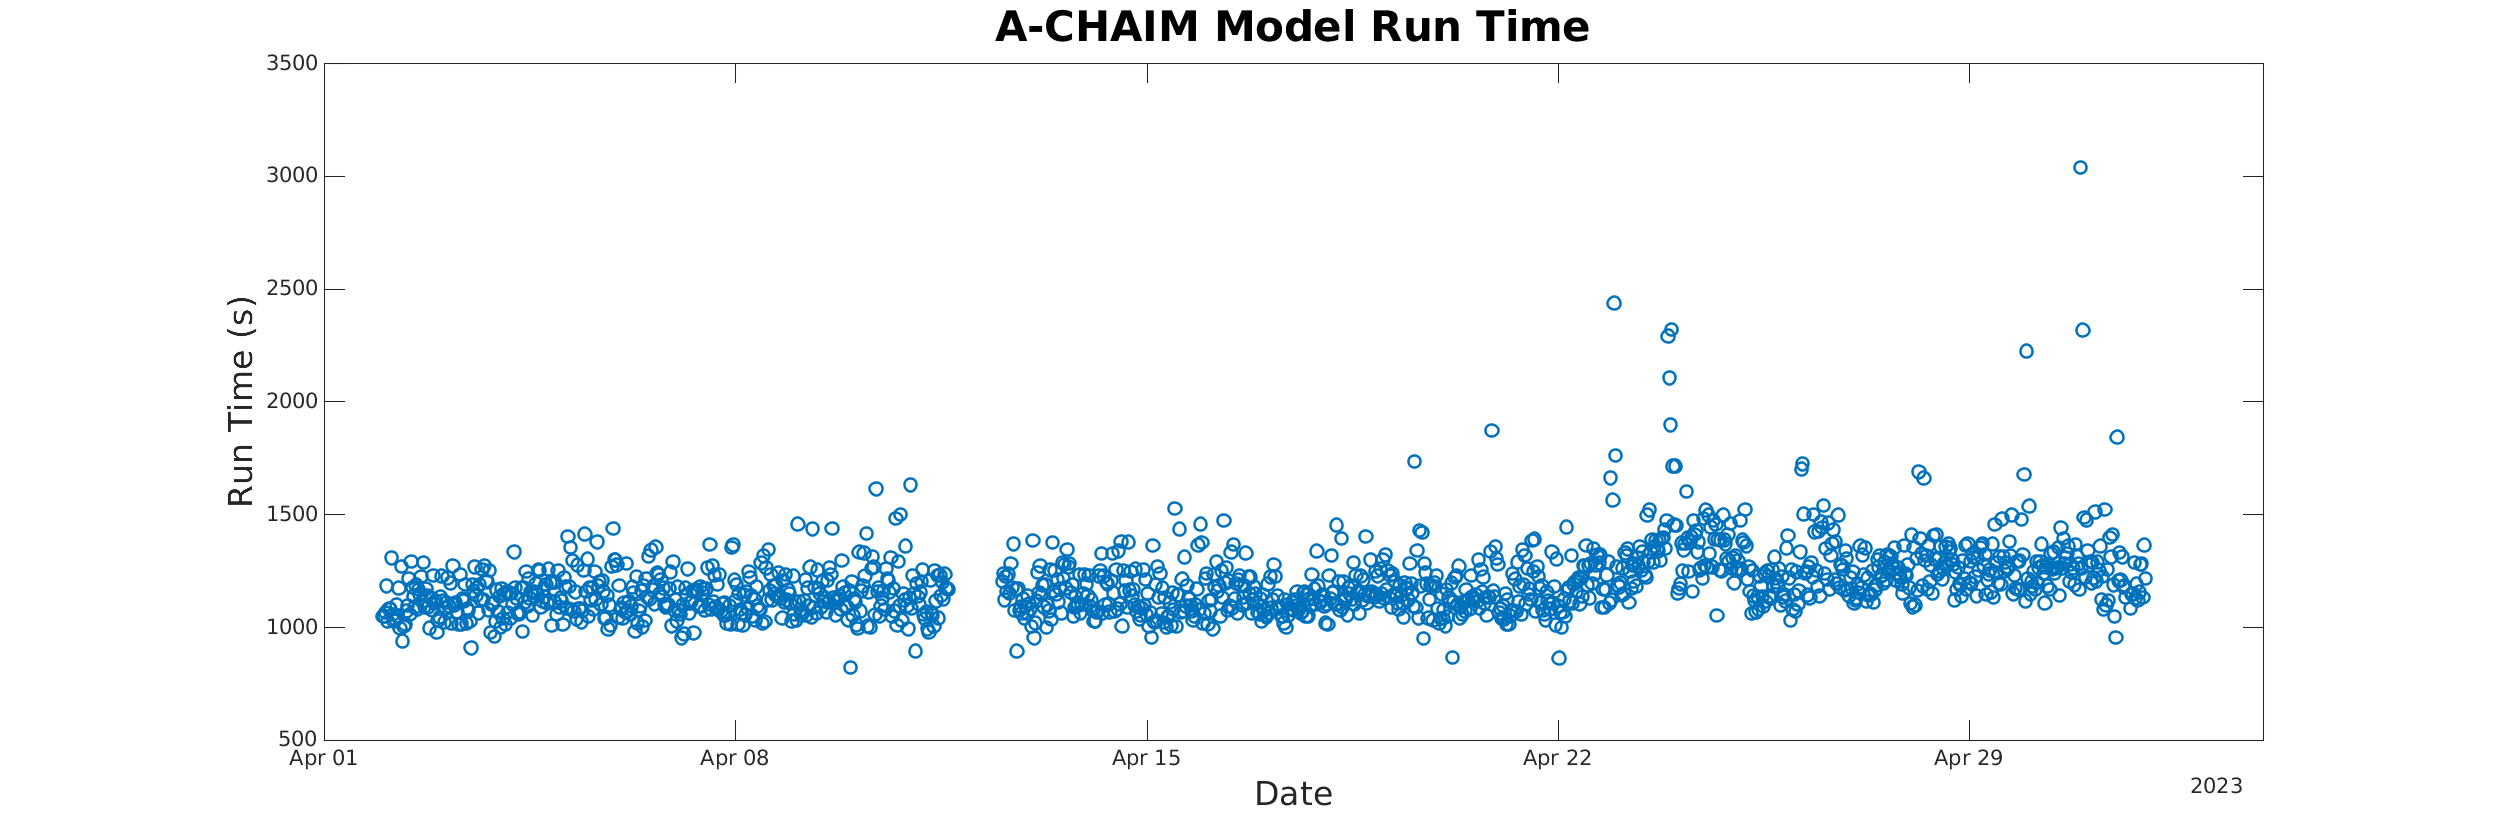 A-CHAIM Model Run Time
3500
3000
2500
2000
1500
1000
500
Run Time (s)
Apr 01
Apr 08
Apr 15
Apr 22
Apr 29
2023
Date